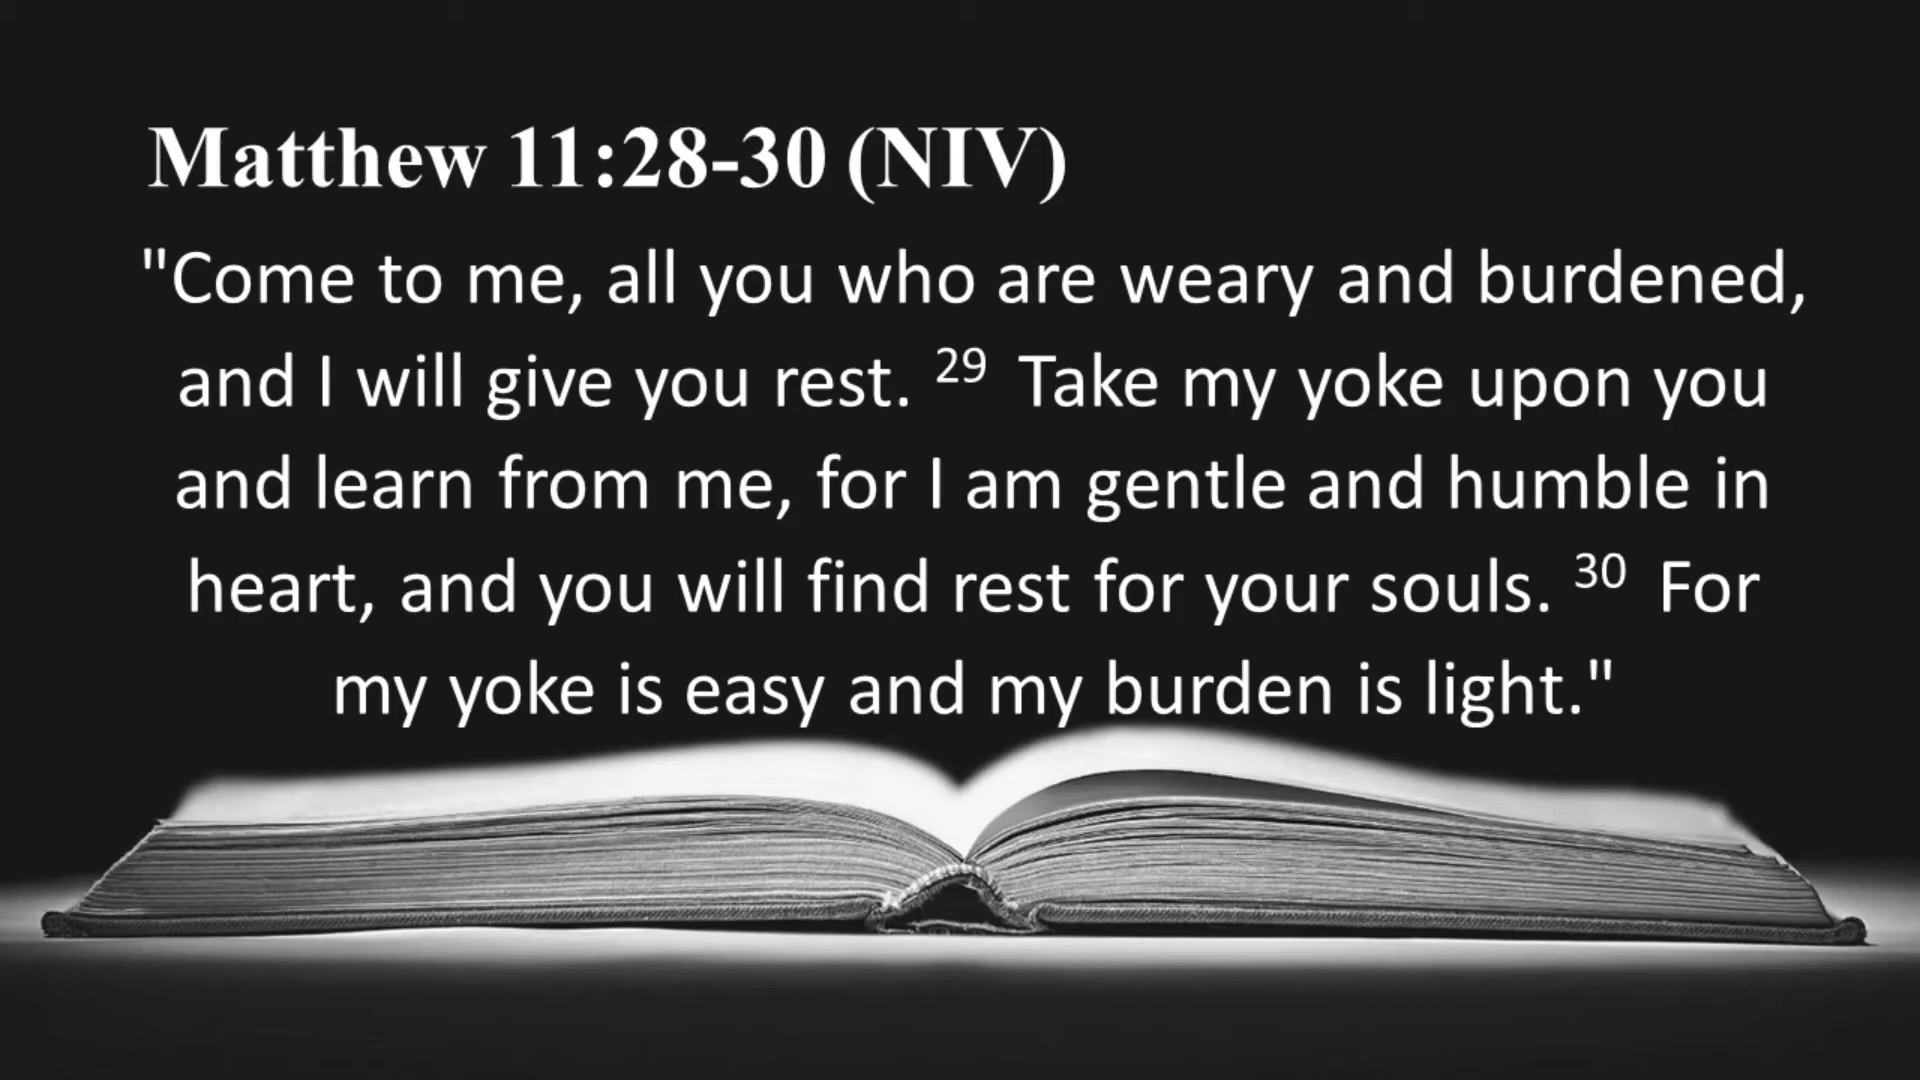 Matthew 11:28-30 (NIV)
"Come to me, all you who are weary and burdened,
and I will give you rest. 29 Take my yoke upon you
and learn from me, for I am gentle and humble in
heart, and you will find rest for your souls. 30 For
my yoke is easy and my burden is light."